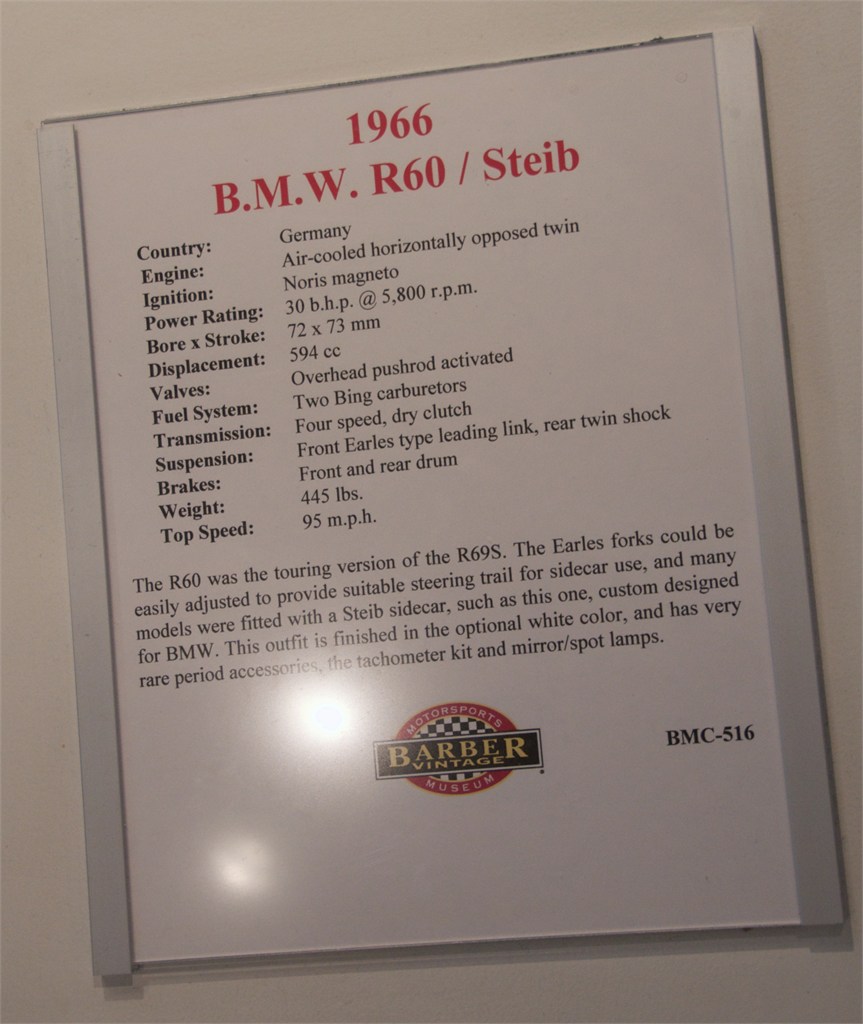 1966
B.M.W. R60 / Steib
Country: Germany
Engine: Air-cooled horizontally opposed twin
Ignition: Noris magneto
Power Rating: 30 b.h.p. @ 5,800 r.p.m.
Bore x Stroke: 72 x 73 mm
Displacement: 594 cc
Valves: Overhead pushrod activated
Fuel System: Two Bing carburetors
Transmission: Four speed, dry clutch
Suspension: Front Earles type leading link, rear twin shock
Brakes: Front and rear drum
Weight: 445 lbs.
Top Speed: 95 m.p.h.
The R60 was the touring version of the R69S. The Earles forks could be
easily adjusted to provide suitable steering trail for sidecar use, and many
models were fitted with a Steib sidecar, such as this one, custom designed
for BMW. This outfit is finished in the optional white color, and has very
rare period accessories, the tachometer kit and mirror/spot lamps.
MOTORSPORTS
BARBER
VINTAGE
MUSEUM
BMC-516